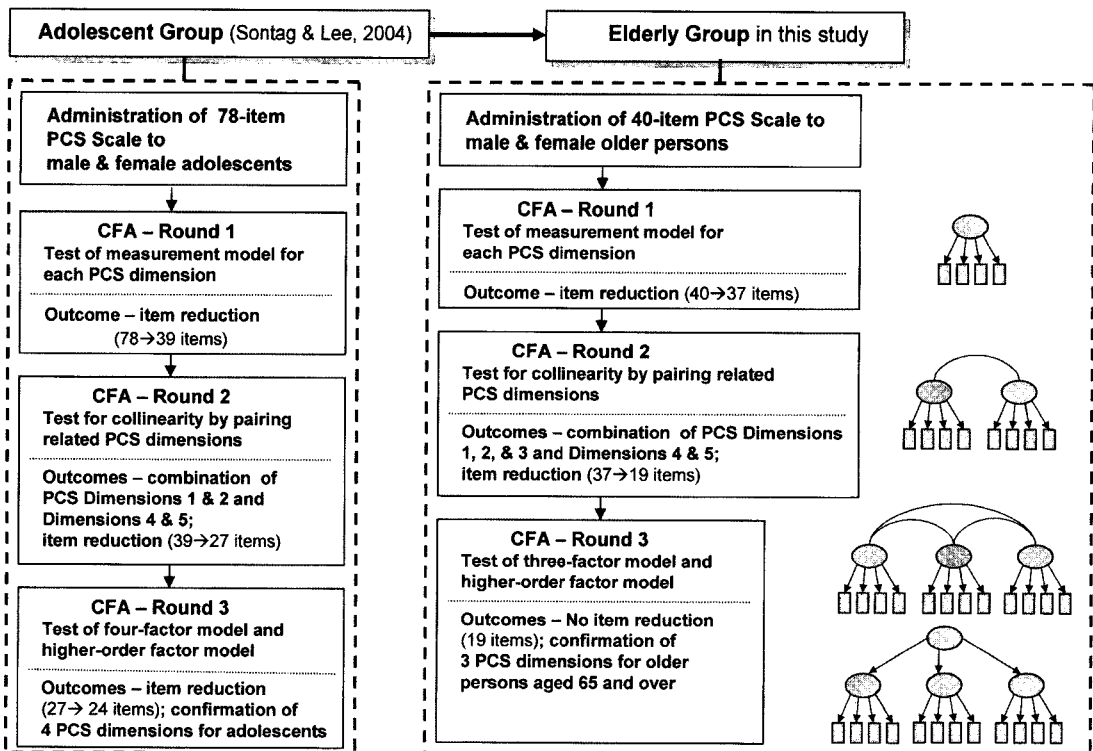 Adolescent Group (Sontag & Lee, 2004)
Elderly Group in this study
Administration of 78-item
PCS Scale to
male & female adolescents
CFA – Round 1
Test of measurement model for
each PCS dimension
Outcome – item reduction
(78→39 items)
CFA – Round 2
Test for collinearity by pairing
related PCS dimensions
Outcomes – combination of
PCS Dimensions 1 & 2 and
Dimensions 4 & 5;
item reduction (39→27 items)
CFA – Round 3
Test of four-factor model and
higher-order factor model
Outcomes – item reduction
(27→ 24 items); confirmation of
4 PCS dimensions for adolescents
Administration of 40-item PCS Scale to
male & female older persons
CFA – Round 1
Test of measurement model for
each PCS dimension
Outcome – item reduction (40→37 items)
CFA – Round 2
Test for collinearity by pairing related
PCS dimensions
Outcomes – combination of PCS Dimensions
1, 2, & 3 and Dimensions 4 & 5;
item reduction (37→19 items)
CFA – Round 3
Test of three-factor model and
higher-order factor model
Outcomes – No item reduction
(19 items); confirmation of
3 PCS dimensions for older
persons aged 65 and over